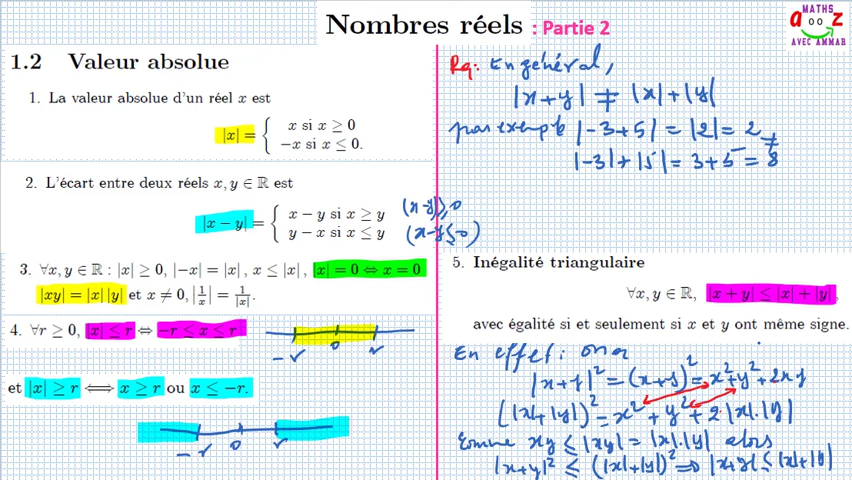 Nombres réels : Partie 2
MATHS
a oo z
AVEC AMMAR
1.2 Valeur absolue
1. La valeur absolue d'un réel x est
|x| = { x si x ≥ 0
−x si x ≤ 0.
2. L'écart entre deux réels x, y ∈ ℝ est
|x − y| = { x − y si x ≥ y (x-y) ≥ 0
y − x si x ≤ y (x-y ≤ 0)
3. ∀x, y ∈ ℝ : |x| ≥ 0, |−x| = |x|, x ≤ |x|, |x| = 0 ⇔ x = 0
|xy| = |x| |y| et x ≠ 0, |1/x| = 1/|x|.
4. ∀r ≥ 0, |x| ≤ r ⇔ −r ≤ x ≤ r
-r 0 r
et |x| ≥ r ⟺ x ≥ r ou x ≤ −r.
-r 0 r
Rq: En général,
|x+y| ≠ |x|+|y|
par exemple |-3+5| = |2| = 2
≠
|-3|+|5| = 3+5 = 8
5. Inégalité triangulaire
∀x, y ∈ ℝ, |x + y| ≤ |x| + |y|,
avec égalité si et seulement si x et y ont même signe.
En effet : on a
|x+y|² = (x+y)² = x²+y²+2xy
(|x|+|y|)² = x²+y²+2.|x|.|y|
Comme xy ≤ |xy| = |x|.|y| alors
|x+y|² ≤ (|x|+|y|)² ⟹ |x+y| ≤ |x|+|y|